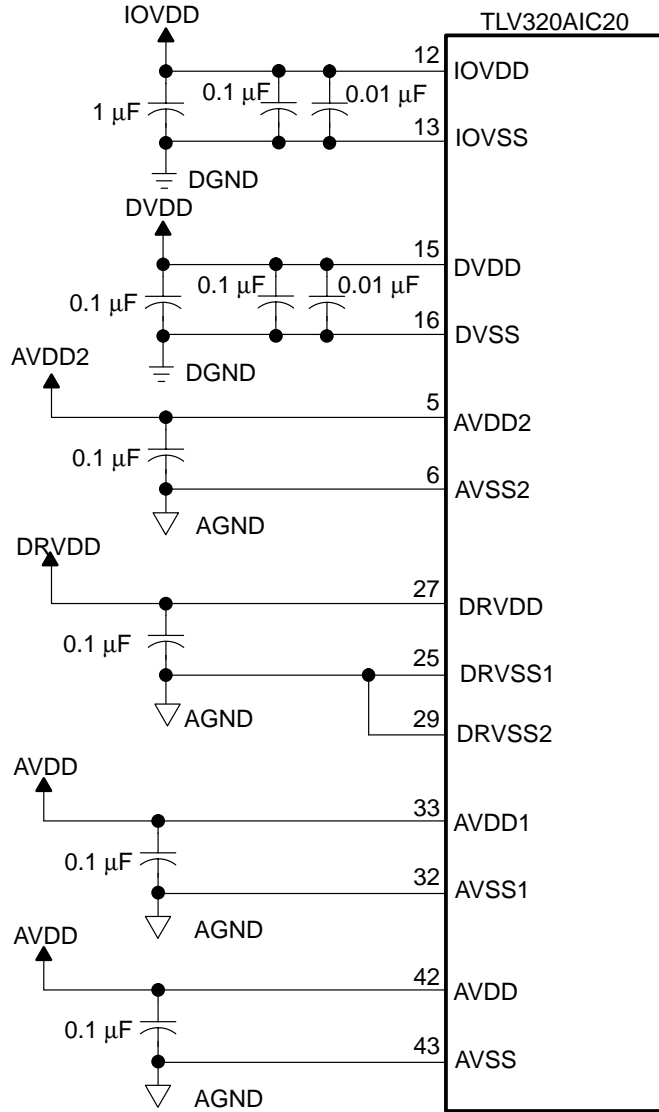 IOVDD
TLV320AIC20
12
IOVDD
1 μF
0.1 μF
0.01 μF
13
IOVSS
DGND
DVDD
15
DVDD
0.1 μF
0.1 μF
0.01 μF
16
DVSS
DGND
AVDD2
5
AVDD2
0.1 μF
6
AVSS2
AGND
DRVDD
27
DRVDD
0.1 μF
25
DRVSS1
AGND
29
DRVSS2
AVDD
33
AVDD1
0.1 μF
32
AVSS1
AGND
AVDD
42
AVDD
0.1 μF
43
AVSS
AGND